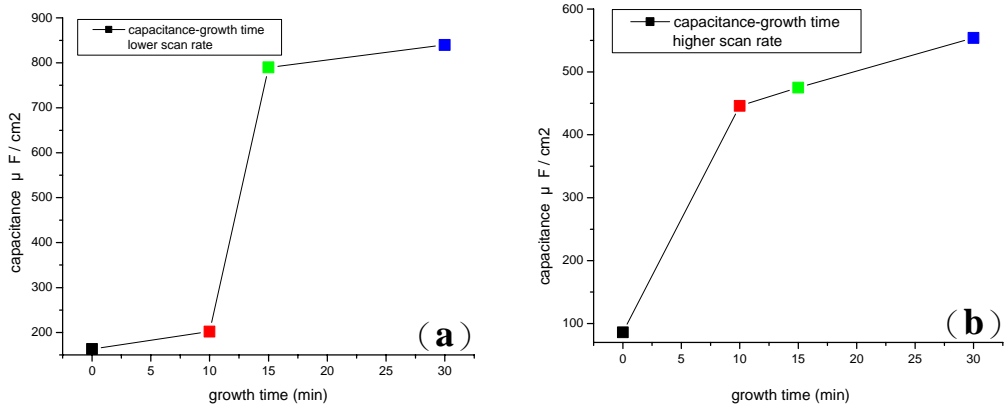 900
800
700
600
500
400
300
200
capacitance μ F / cm2
capacitance-growth time
lower scan rate
(a)
0 5 10 15 20 25 30
growth time (min)
600
500
400
300
200
100
capacitance μ F / cm2
capacitance-growth time
higher scan rate
(b)
0 5 10 15 20 25 30
growth time (min)